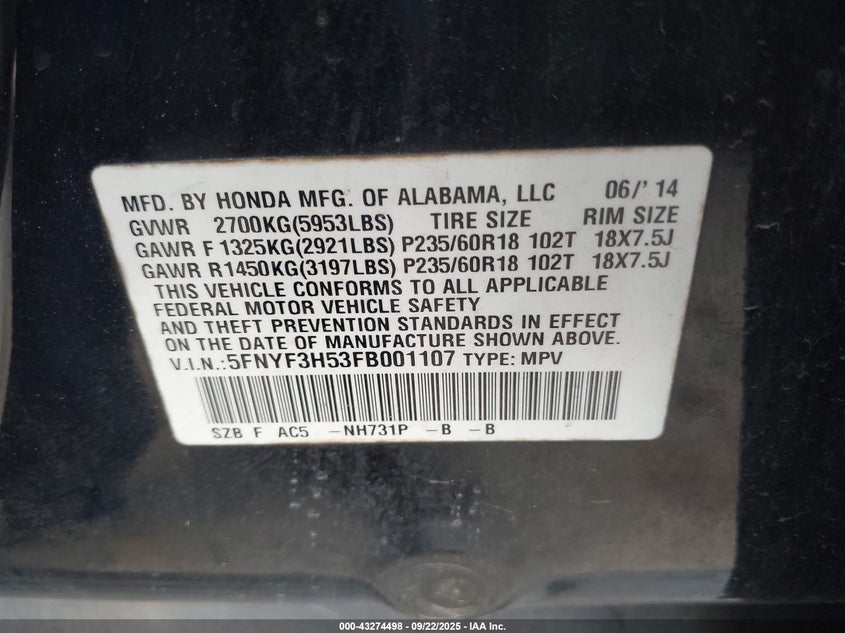 MFD. BY HONDA MFG. OF ALABAMA, LLC 06/' 14
GVWR 2700KG(5953LBS) TIRE SIZE RIM SIZE
GAWR F 1325KG(2921LBS) P235/60R18 102T 18X7.5J
GAWR R1450KG(3197LBS) P235/60R18 102T 18X7.5J
THIS VEHICLE CONFORMS TO ALL APPLICABLE
FEDERAL MOTOR VEHICLE SAFETY
AND THEFT PREVENTION STANDARDS IN EFFECT
ON THE DATE OF MANUFACTURE SHOWN ABOVE.
V.I.N.:5FNYF3H53FB001107 TYPE: MPV
SZB F AC5 -NH731P -B -B
000-43274498 - 09/22/2025 - IAA Inc.